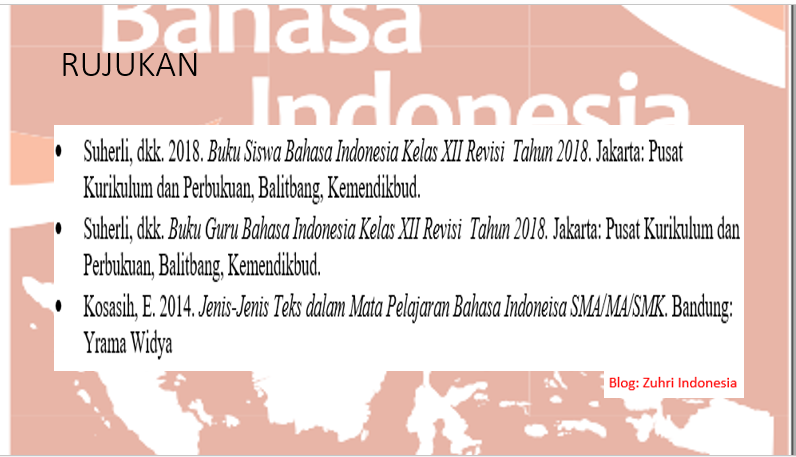 Bahasa
RUJUKAN
Indonesia
• Suherli, dkk. 2018. Buku Siswa Bahasa Indonesia Kelas XII Revisi Tahun 2018. Jakarta: Pusat
Kurikulum dan Perbukuan, Balitbang, Kemendikbud.
• Suherli, dkk. Buku Guru Bahasa Indonesia Kelas XII Revisi Tahun 2018. Jakarta: Pusat Kurikulum dan
Perbukuan, Balitbang, Kemendikbud.
• Kosasih, E. 2014. Jenis-Jenis Teks dalam Mata Pelajaran Bahasa Indoneisa SMA/MA/SMK. Bandung:
Yrama Widya
Blog: Zuhri Indonesia